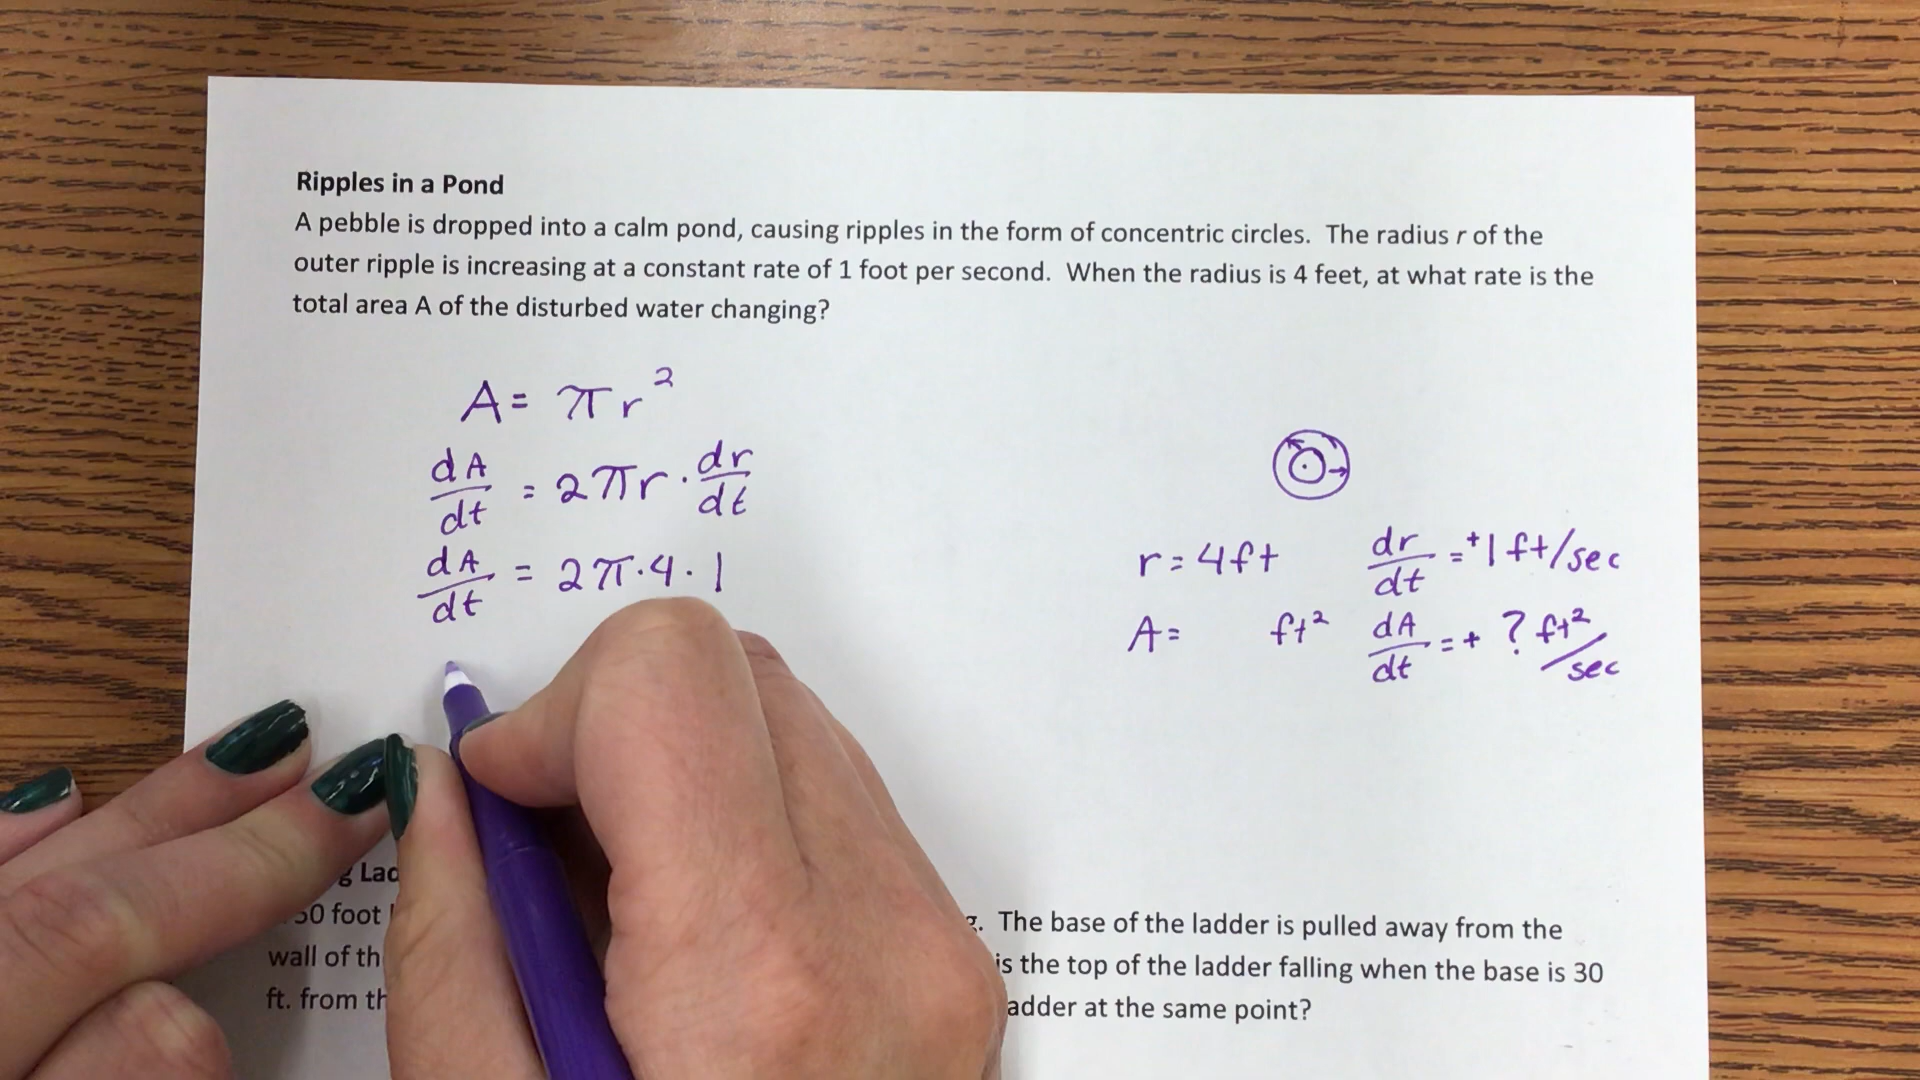 Ripples in a Pond
A pebble is dropped into a calm pond, causing ripples in the form of concentric circles. The radius r of the
outer ripple is increasing at a constant rate of 1 foot per second. When the radius is 4 feet, at what rate is the
total area A of the disturbed water changing?
A = πr²
dA/dt = 2πr · dr/dt
dA/dt = 2π·4·1
r = 4ft dr/dt = +1 ft/sec
A = ft² dA/dt = + ? ft²/sec
50 foot
The base of the ladder is pulled away from the
wall of
is the top of the ladder falling when the base is 30
ft. from
at the same point?